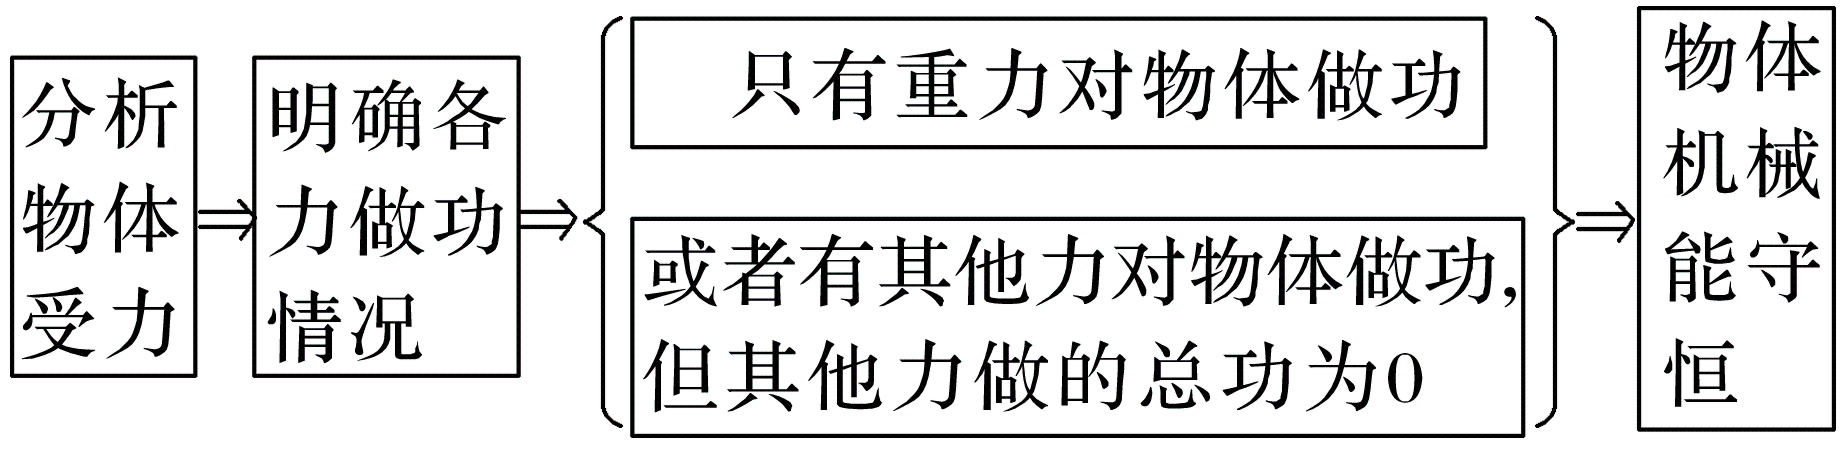 分析
物体
受力
明确各
力做功
情况
只有重力对物体做功
或者有其他力对物体做功,
但其他力做的总功为0
物体
机械
能守
恒